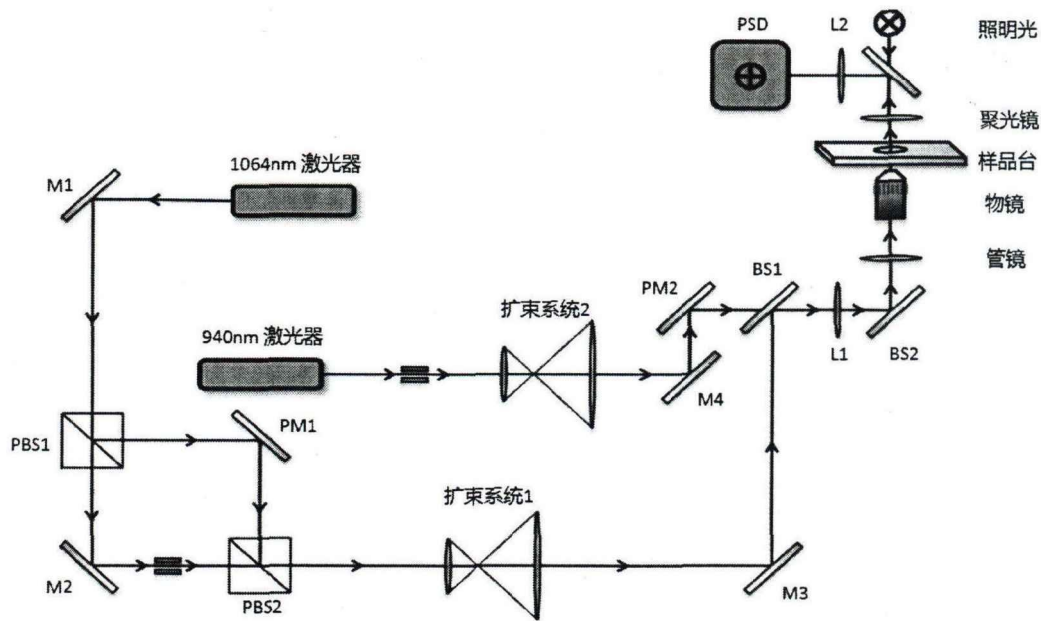 PSD
L2
照明光
聚光镜
样品台
物镜
管镜
1064nm 激光器
M1
PM2
BS1
扩束系统2
940nm 激光器
L1
BS2
M4
PBS1
PM1
扩束系统1
M2
PBS2
M3